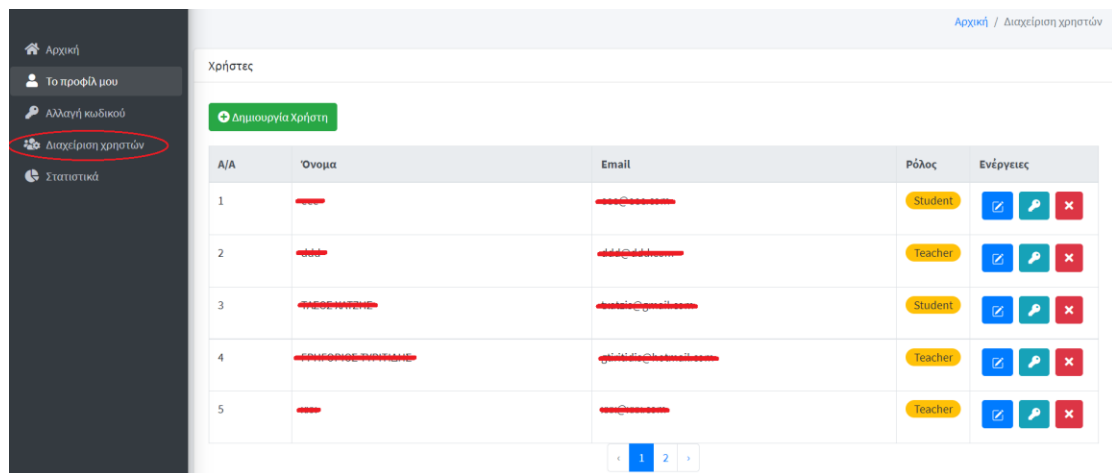 Αρχική / Διαχείριση χρηστών
Αρχική
Το προφίλ μου
Αλλαγή κωδικού
Διαχείριση χρηστών
Στατιστικά
Χρήστες
Δημιουργία Χρήστη
Α/Α Όνομα Email Ρόλος Ενέργειες
1 Student
2 Teacher
3 Student
4 Teacher
5 Teacher
‹ 1 2 ›